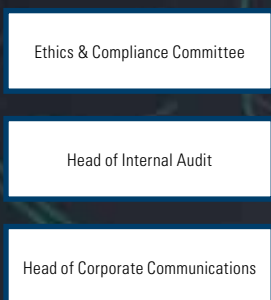 Ethics & Compliance Committee
Head of Internal Audit
Head of Corporate Communications